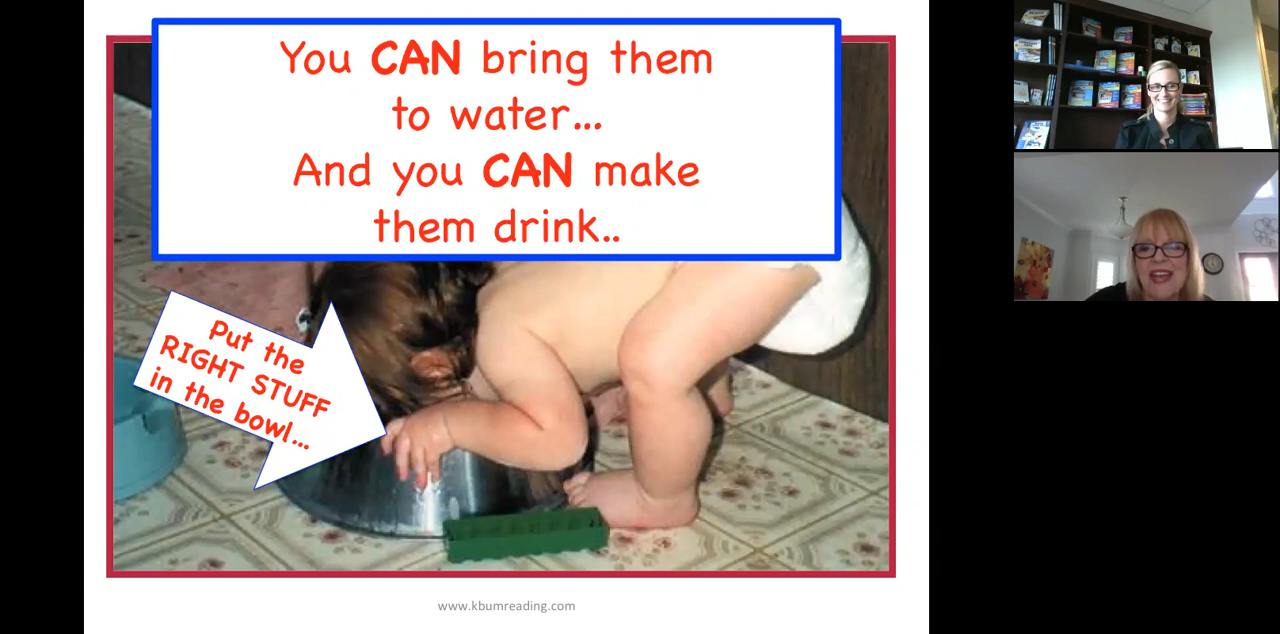 You CAN bring them
to water...
And you CAN make
them drink..
Put the
RIGHT STUFF
in the bowl...
www.kbumreading.com